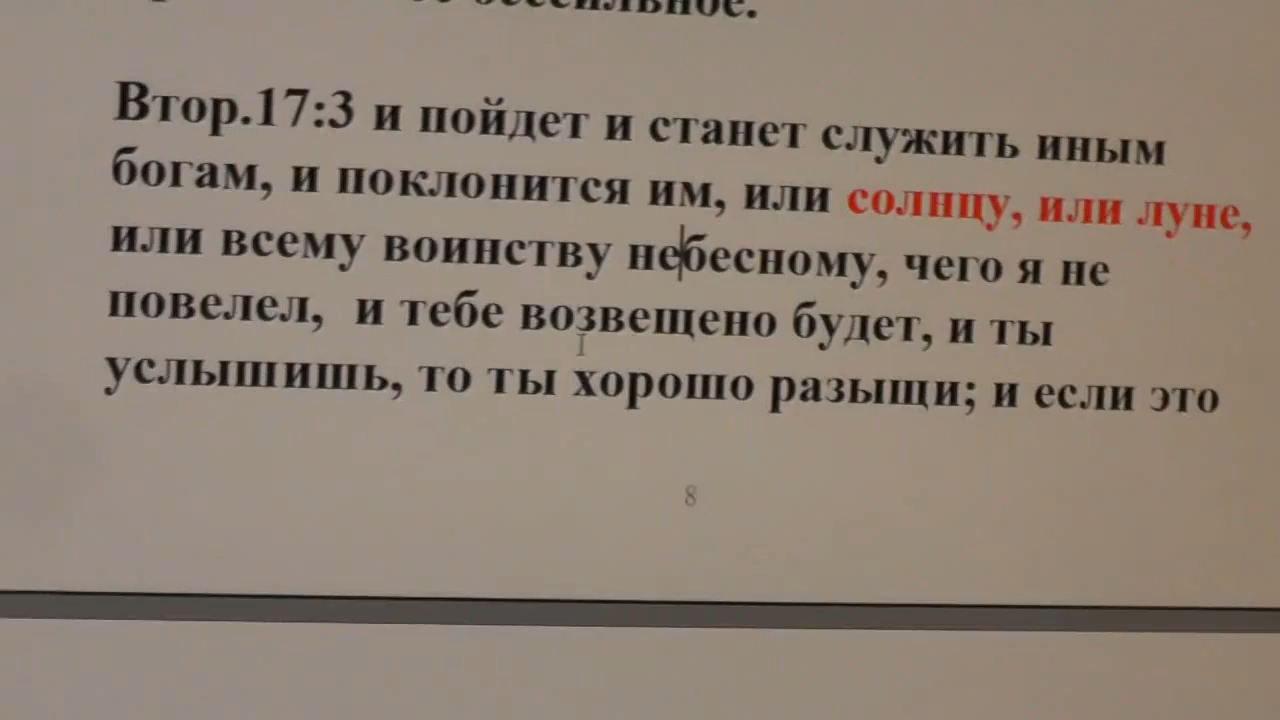 бессильное.
Втор.17:3 и пойдет и станет служить иным
богам, и поклонится им, или солнцу, или луне,
или всему воинству небесному, чего я не
повелел, и тебе возвещено будет, и ты
услышишь, то ты хорошо разыщи; и если это
8